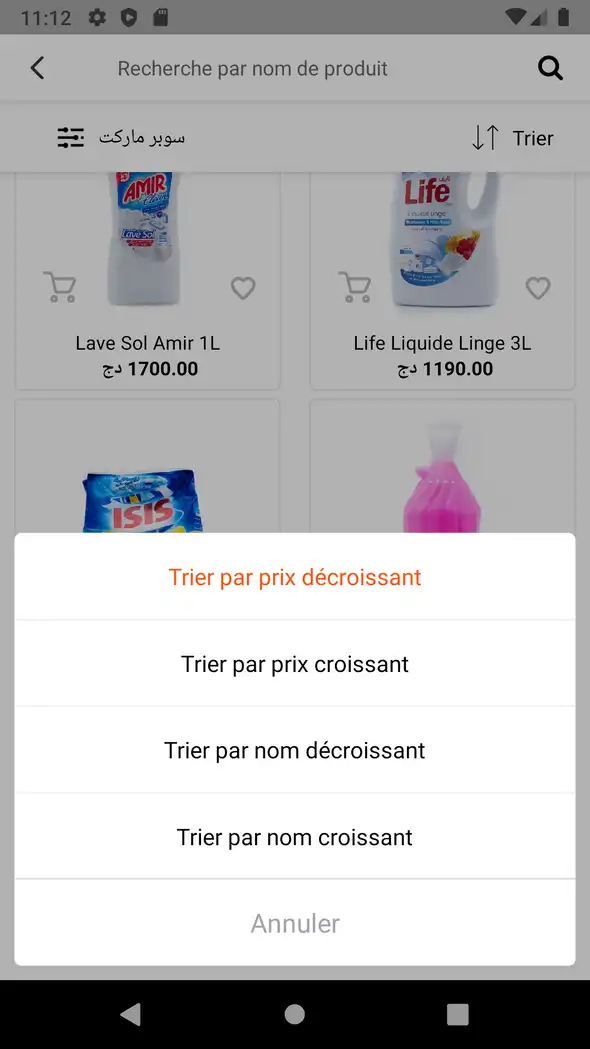 11:12
Recherche par nom de produit
سوبر ماركت
Trier
AMIR
Lave Sol
Life
لايف
Lave Sol Amir 1L
1700.00 دج
Life Liquide Linge 3L
1190.00 دج
ISIS
Trier par prix décroissant
Trier par prix croissant
Trier par nom décroissant
Trier par nom croissant
Annuler